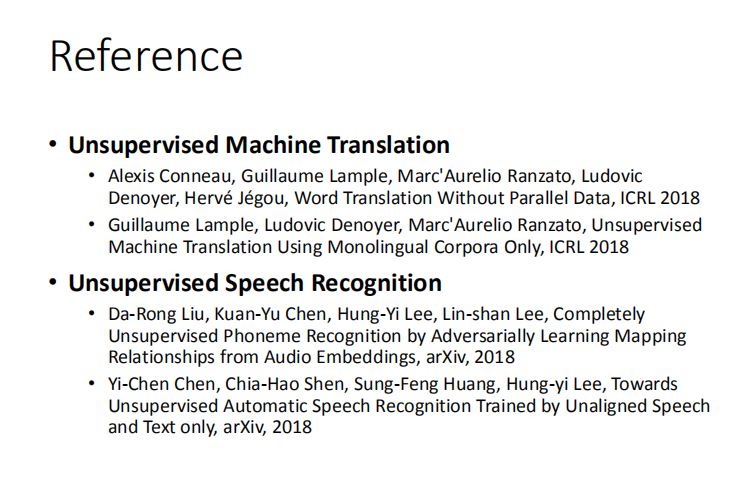 Reference
• Unsupervised Machine Translation
• Alexis Conneau, Guillaume Lample, Marc'Aurelio Ranzato, Ludovic
Denoyer, Hervé Jégou, Word Translation Without Parallel Data, ICRL 2018
• Guillaume Lample, Ludovic Denoyer, Marc'Aurelio Ranzato, Unsupervised
Machine Translation Using Monolingual Corpora Only, ICRL 2018
• Unsupervised Speech Recognition
• Da-Rong Liu, Kuan-Yu Chen, Hung-Yi Lee, Lin-shan Lee, Completely
Unsupervised Phoneme Recognition by Adversarially Learning Mapping
Relationships from Audio Embeddings, arXiv, 2018
• Yi-Chen Chen, Chia-Hao Shen, Sung-Feng Huang, Hung-yi Lee, Towards
Unsupervised Automatic Speech Recognition Trained by Unaligned Speech
and Text only, arXiv, 2018